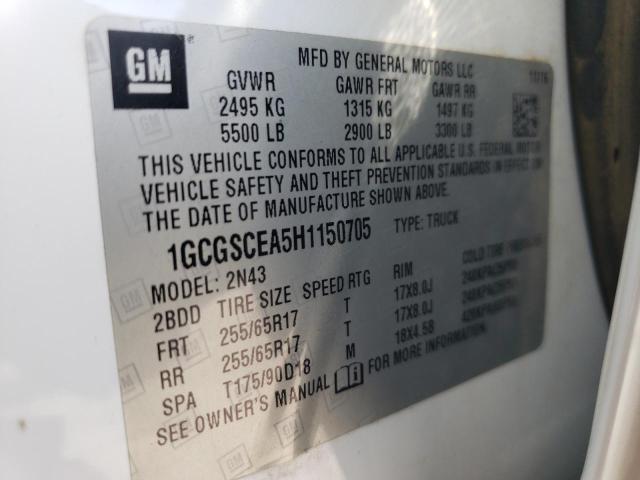 GM
MFD BY GENERAL MOTORS LLC 11/16
GVWR GAWR FRT GAWR RR
2495 KG 1315 KG 1497 KG
5500 LB 2900 LB 3300 LB
THIS VEHICLE CONFORMS TO ALL APPLICABLE U.S. FEDERAL MOTOR
VEHICLE SAFETY AND THEFT PREVENTION STANDARDS IN EFFECT ON
THE DATE OF MANUFACTURE SHOWN ABOVE.
1GCGSCEA5H1150705 TYPE: TRUCK
MODEL: 2N43
2BDD TIRE SIZE SPEED RTG RIM COLD TIRE
FRT 255/65R17 T 17X8.0J
RR 255/65R17 T 17X8.0J
SPA T175/90D18 M 18X4.5B
SEE OWNER'S MANUAL FOR MORE INFORMATION.